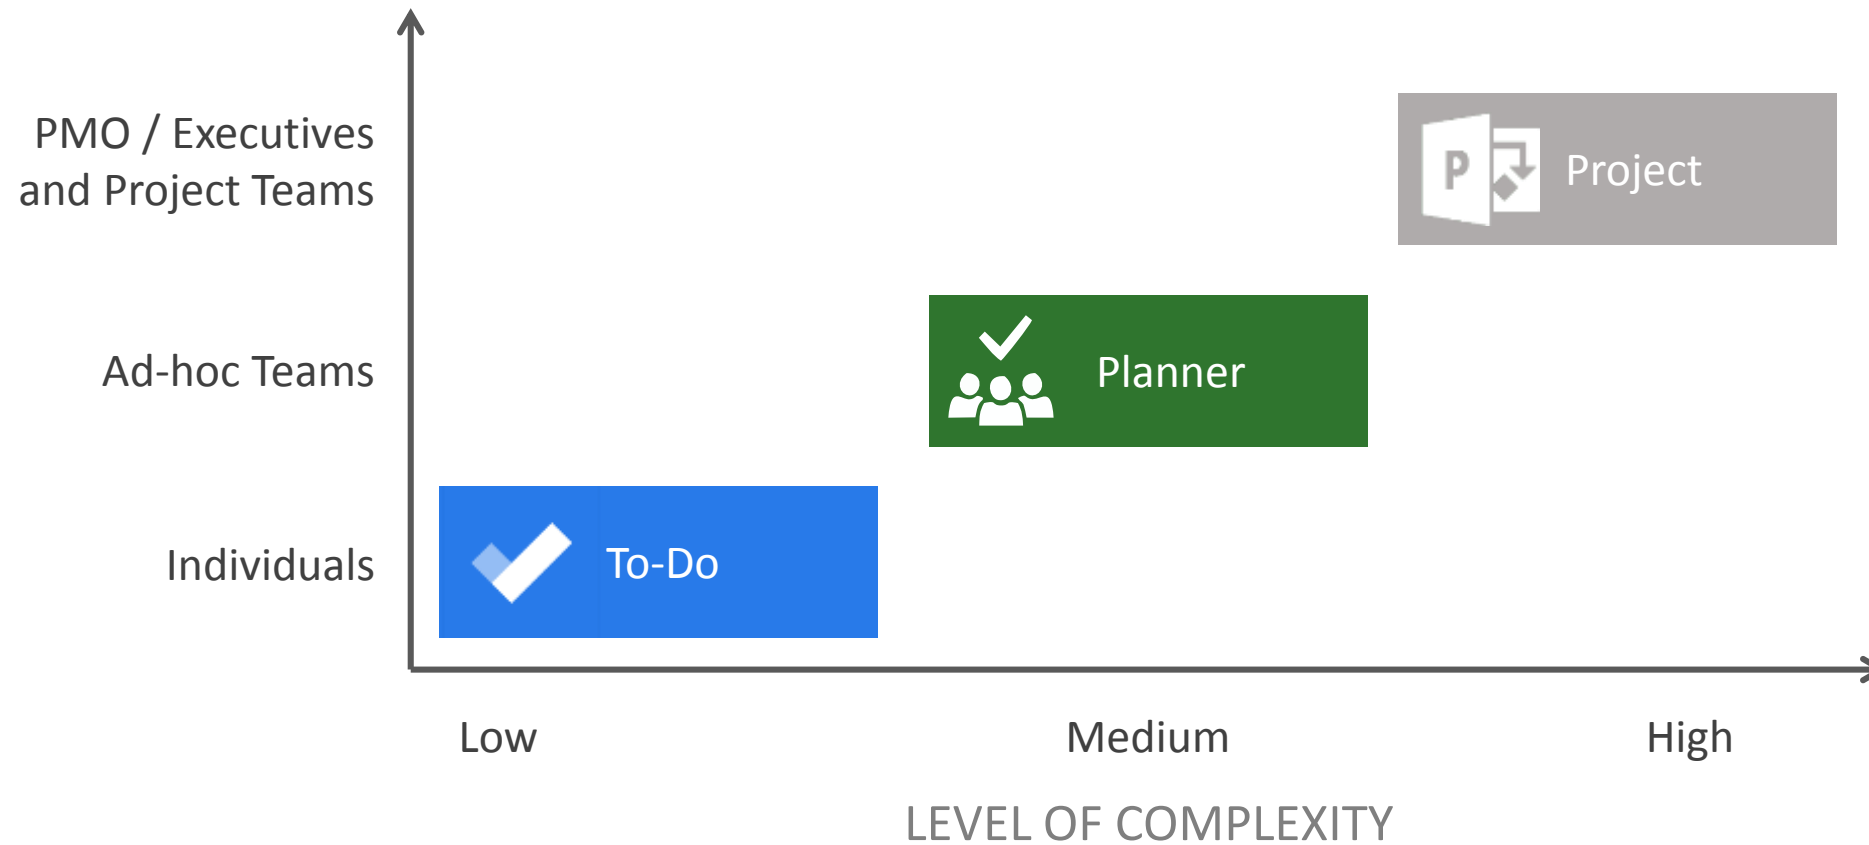 PMO / Executives
and Project Teams
P
Project
Ad-hoc Teams
Planner
Individuals
To-Do
Low
Medium
High
LEVEL OF COMPLEXITY